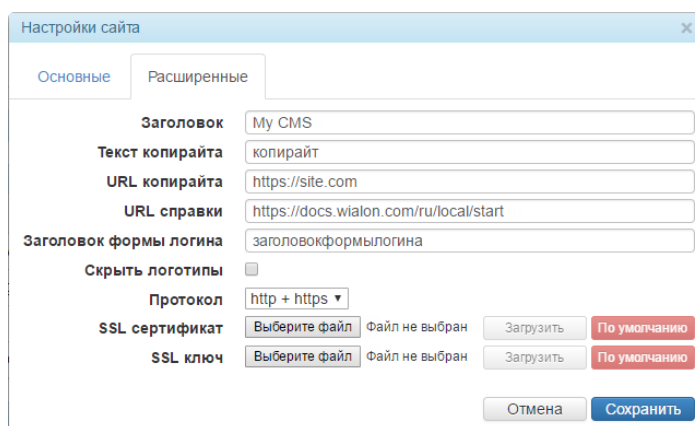 Настройки сайта ×
Основные Расширенные
Заголовок My CMS
Текст копирайта копирайт
URL копирайта https://site.com
URL справки https://docs.wialon.com/ru/local/start
Заголовок формы логина заголовокформылогина
Скрыть логотипы
Протокол http + https ▼
SSL сертификат Выберите файл Файл не выбран Загрузить По умолчанию
SSL ключ Выберите файл Файл не выбран Загрузить По умолчанию
Отмена Сохранить